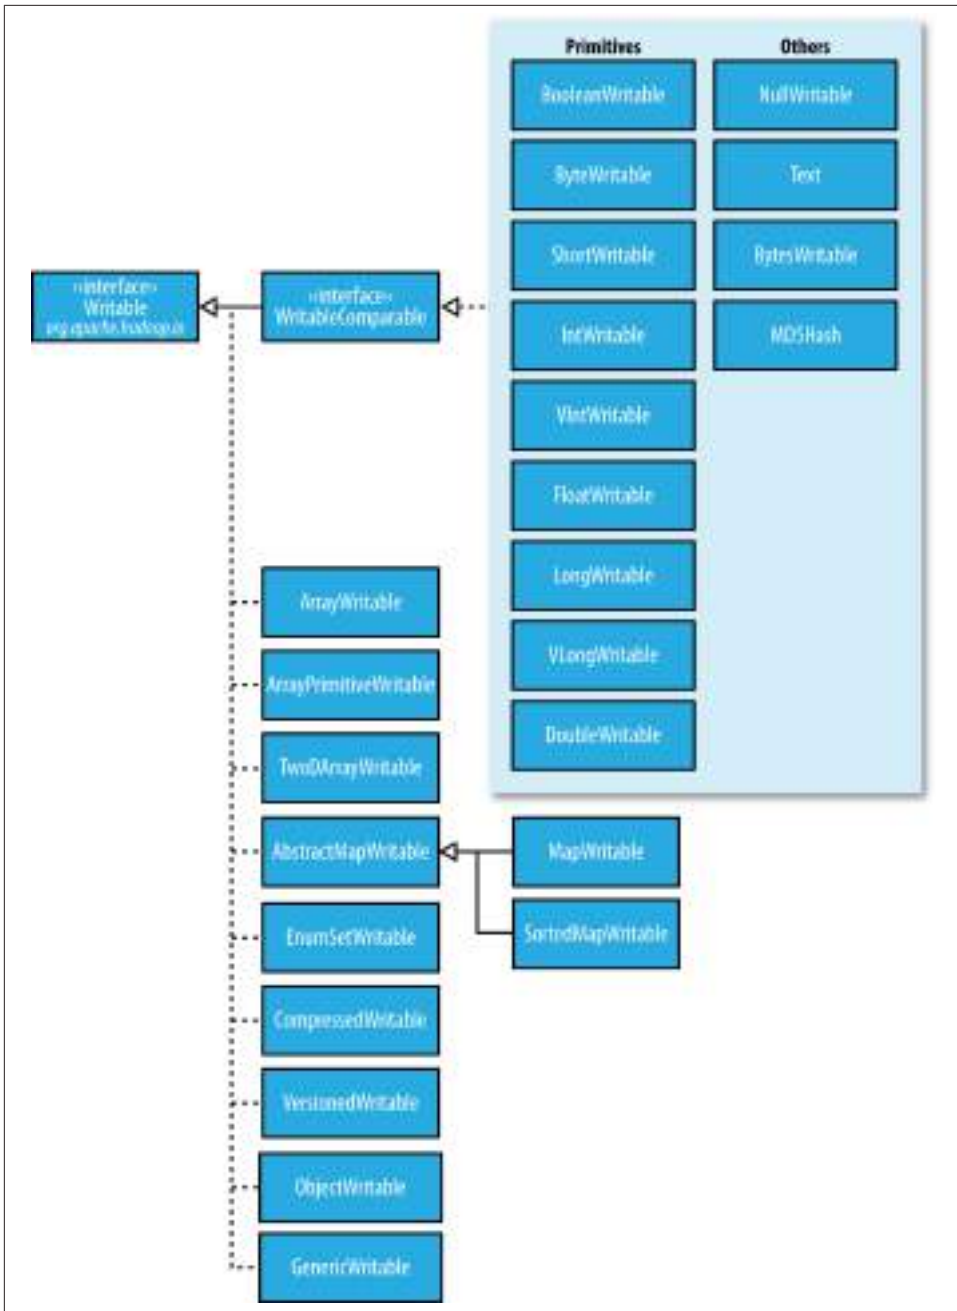 Primitives
Others
BooleanWritable
NullWritable
ByteWritable
Text
ShortWritable
BytesWritable
IntWritable
MD5Hash
VIntWritable
FloatWritable
LongWritable
VLongWritable
DoubleWritable
«interface»
Writable
org.apache.hadoop.io
«interface»
WritableComparable
ArrayWritable
ArrayPrimitiveWritable
TwoDArrayWritable
AbstractMapWritable
MapWritable
SortedMapWritable
EnumSetWritable
CompressedWritable
VersionedWritable
ObjectWritable
GenericWritable